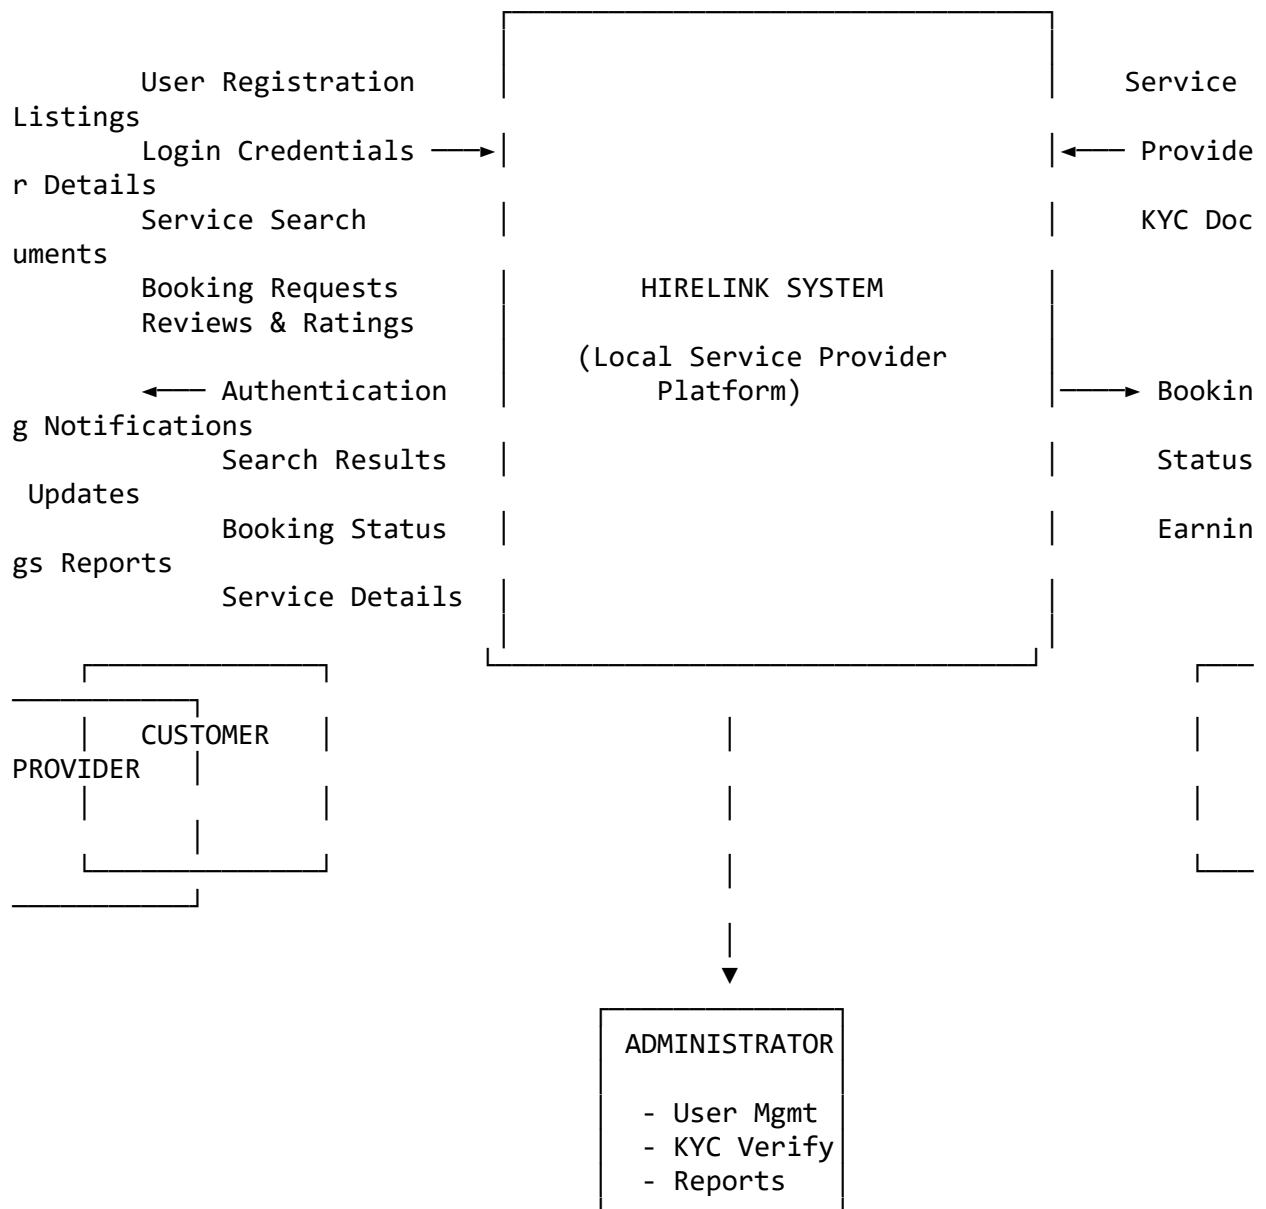 User Registration Service
Listings
Login Credentials Provide
r Details
Service Search KYC Doc
uments
Booking Requests HIRELINK SYSTEM
Reviews & Ratings
(Local Service Provider
Authentication Platform) Bookin
g Notifications
Search Results Status
Updates
Booking Status Earnin
gs Reports
Service Details
CUSTOMER
PROVIDER
ADMINISTRATOR
- User Mgmt
- KYC Verify
- Reports